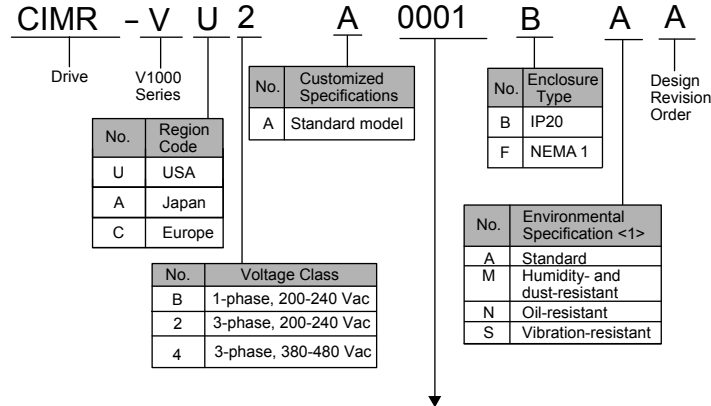 CIMR – V U 2 A 0001 B A A
Drive
V1000
Series
No. Customized
Specifications
A Standard model
No. Enclosure
Type
B IP20
F NEMA 1
Design
Revision
Order
No. Region
Code
U USA
A Japan
C Europe
No. Environmental
Specification <1>
A Standard
M Humidity- and
dust-resistant
N Oil-resistant
S Vibration-resistant
No. Voltage Class
B 1-phase, 200-240 Vac
2 3-phase, 200-240 Vac
4 3-phase, 380-480 Vac